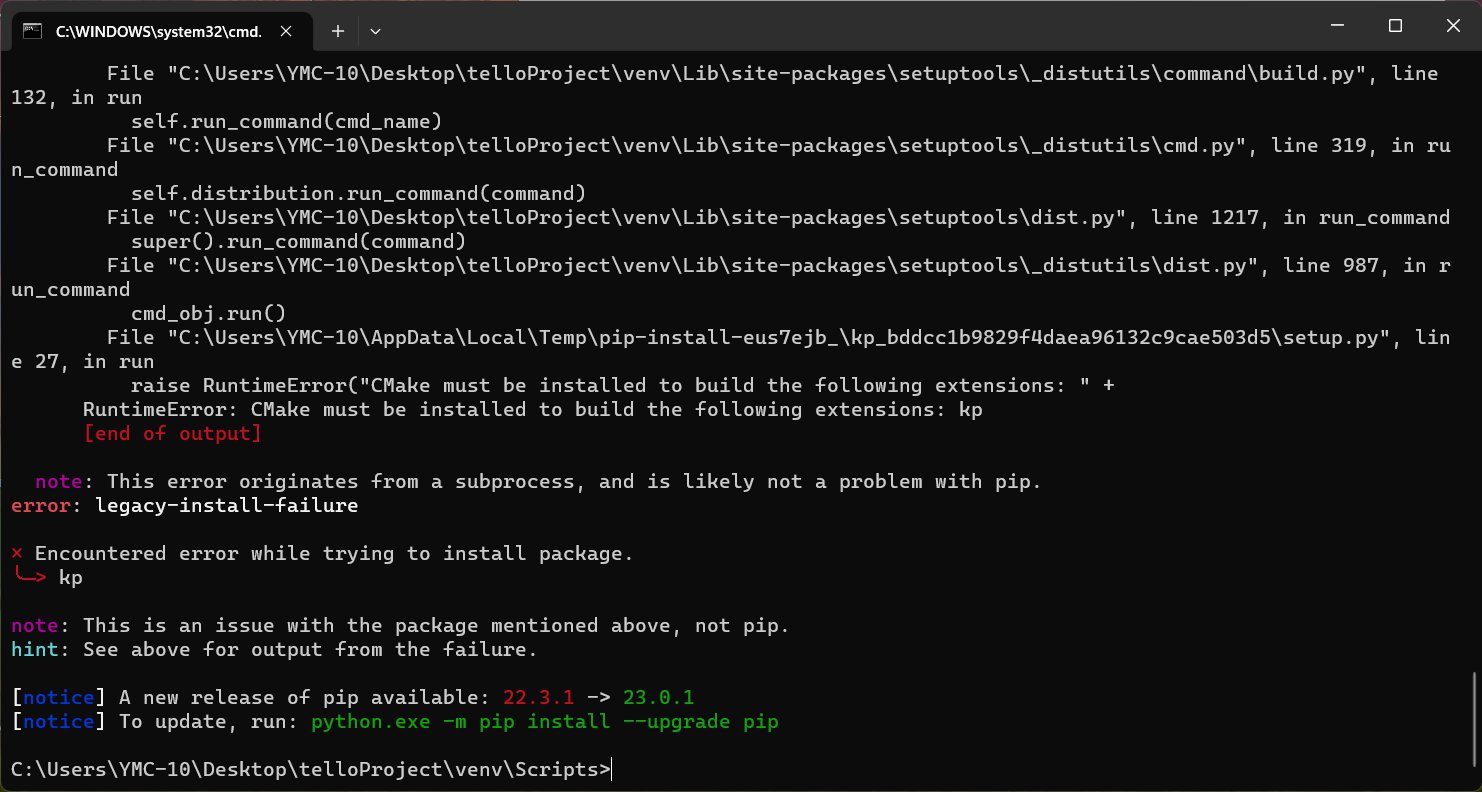 C:\WINDOWS\system32\cmd.
File "C:\Users\YMC-10\Desktop\telloProject\venv\Lib\site-packages\setuptools\_distutils\command\build.py", line
132, in run
self.run_command(cmd_name)
File "C:\Users\YMC-10\Desktop\telloProject\venv\Lib\site-packages\setuptools\_distutils\cmd.py", line 319, in ru
n_command
self.distribution.run_command(command)
File "C:\Users\YMC-10\Desktop\telloProject\venv\Lib\site-packages\setuptools\dist.py", line 1217, in run_command
super().run_command(command)
File "C:\Users\YMC-10\Desktop\telloProject\venv\Lib\site-packages\setuptools\_distutils\dist.py", line 987, in r
un_command
cmd_obj.run()
File "C:\Users\YMC-10\AppData\Local\Temp\pip-install-eus7ejb_\kp_bddcc1b9829f4daea96132c9cae503d5\setup.py", lin
e 27, in run
raise RuntimeError("CMake must be installed to build the following extensions: " +
RuntimeError: CMake must be installed to build the following extensions: kp
[end of output]
note: This error originates from a subprocess, and is likely not a problem with pip.
error: legacy-install-failure
× Encountered error while trying to install package.
╰─> kp
note: This is an issue with the package mentioned above, not pip.
hint: See above for output from the failure.
[notice] A new release of pip available: 22.3.1 -> 23.0.1
[notice] To update, run: python.exe -m pip install --upgrade pip
C:\Users\YMC-10\Desktop\telloProject\venv\Scripts>